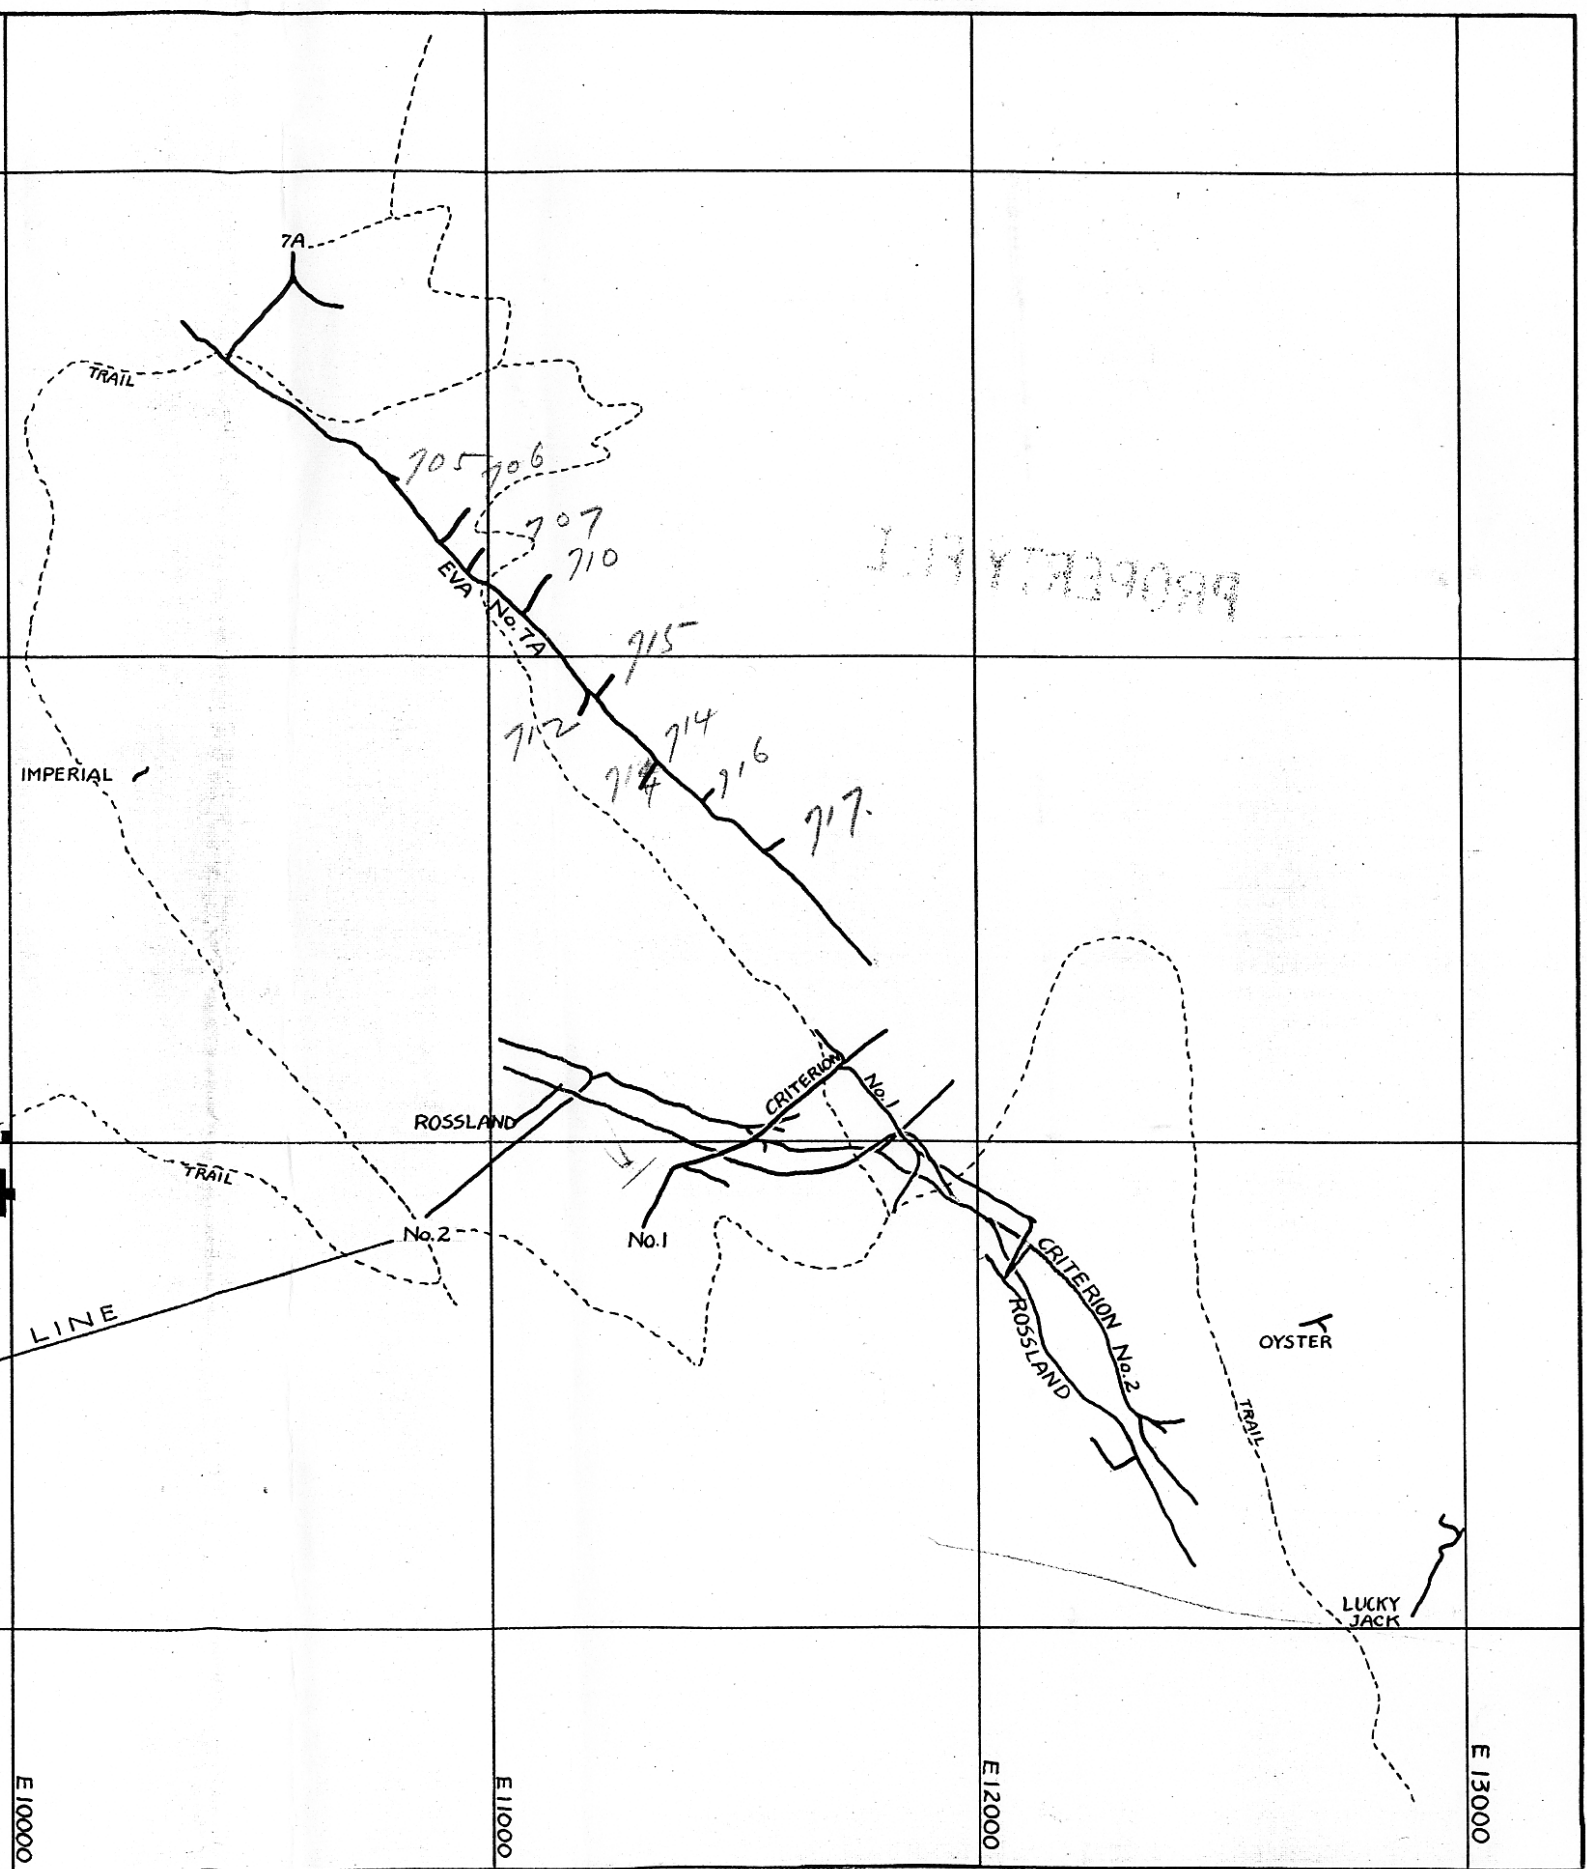 7A
TRAIL
705
706
707
710
EVA No. 7A
715
712
714
714
716
717.
IMPERIAL
CRITERION No. 1
ROSSLAND
TRAIL
No. 2
No. 1
LINE
CRITERION No. 2
ROSSLAND
OYSTER
TRAIL
LUCKY
JACK
E 10000
E 11000
E 12000
E 13000